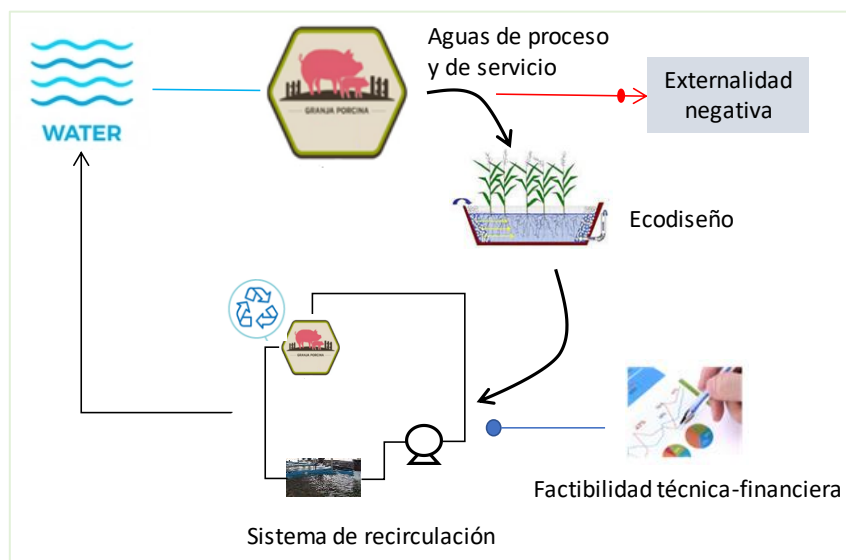 Aguas de proceso
y de servicio
Externalidad
negativa
GRANJA PORCINA
WATER
Ecodiseño
GRANJA PORCINA
Factibilidad técnica-financiera
Sistema de recirculación